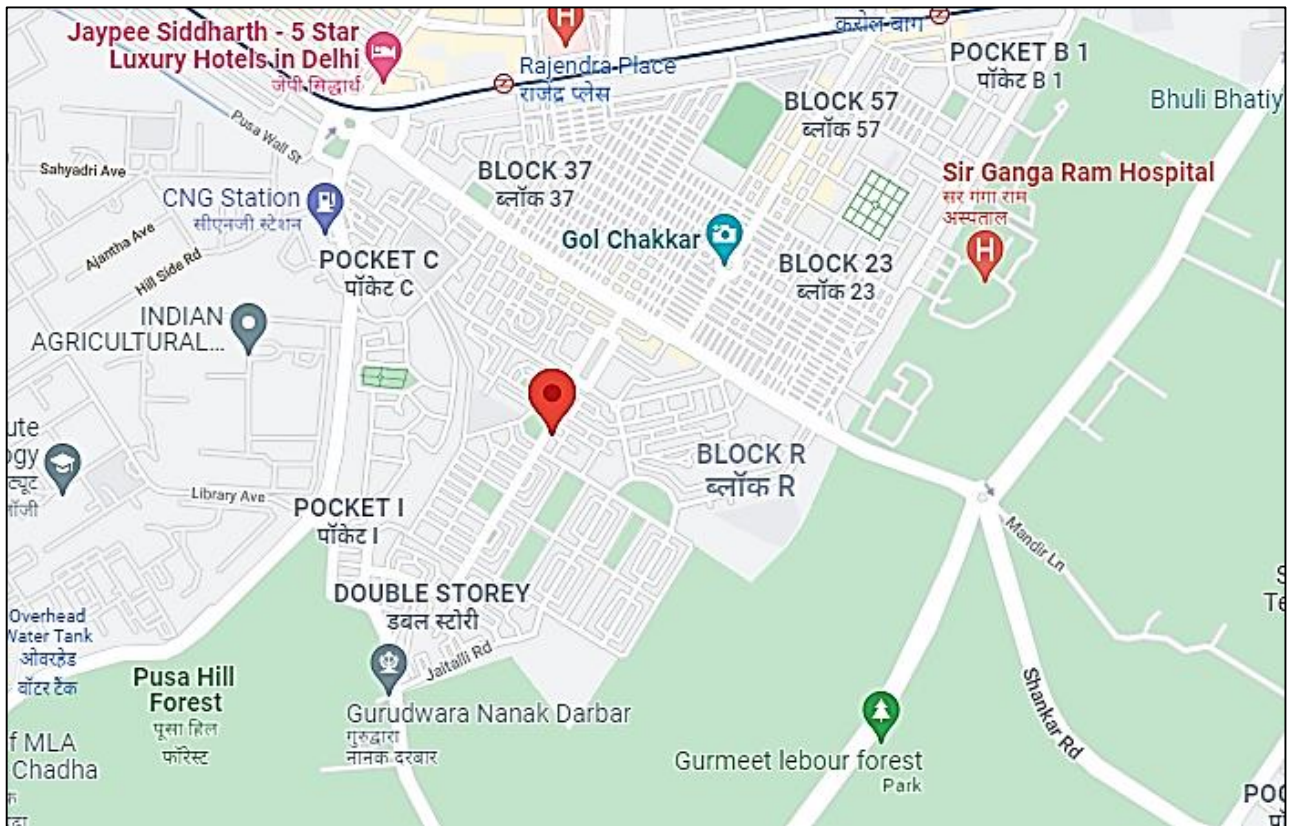 Jaypee Siddharth - 5 Star
Luxury Hotels in Delhi
जेपी सिद्धार्थ
Rajendra Place
राजेंद्र प्लेस
करोल बाग
POCKET B 1
पॉकेट B 1
BLOCK 57
ब्लॉक 57
Bhuli Bhatiy
Pusa Wall St
Sahyadri Ave
BLOCK 37
ब्लॉक 37
Sir Ganga Ram Hospital
सर गंगा राम
अस्पताल
CNG Station
सीएनजी स्टेशन
Ajantha Ave
Hill Side Rd
Gol Chakkar
POCKET C
पॉकेट C
BLOCK 23
ब्लॉक 23
INDIAN
AGRICULTURAL...
ute
ogy
BLOCK R
ब्लॉक R
Library Ave
POCKET I
पॉकेट I
Mandir Ln
DOUBLE STOREY
डबल स्टोरी
Overhead
Water Tank
ओवरहेड
वॉटर टैंक
Jaitalli Rd
Pusa Hill
Forest
पूसा हिल
फॉरेस्ट
Gurudwara Nanak Darbar
गुरुद्वारा
नानक दरबार
Shankar Rd
Gurmeet lebour forest
Park
f MLA
Chadha
S
Te
POC